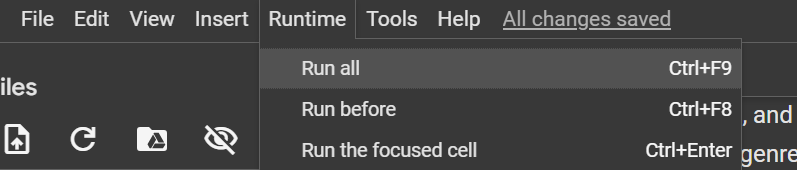 File Edit View Insert Runtime Tools Help All changes saved
Run all Ctrl+F9
iles
Run before Ctrl+F8
, and
Run the focused cell Ctrl+Enter
genre